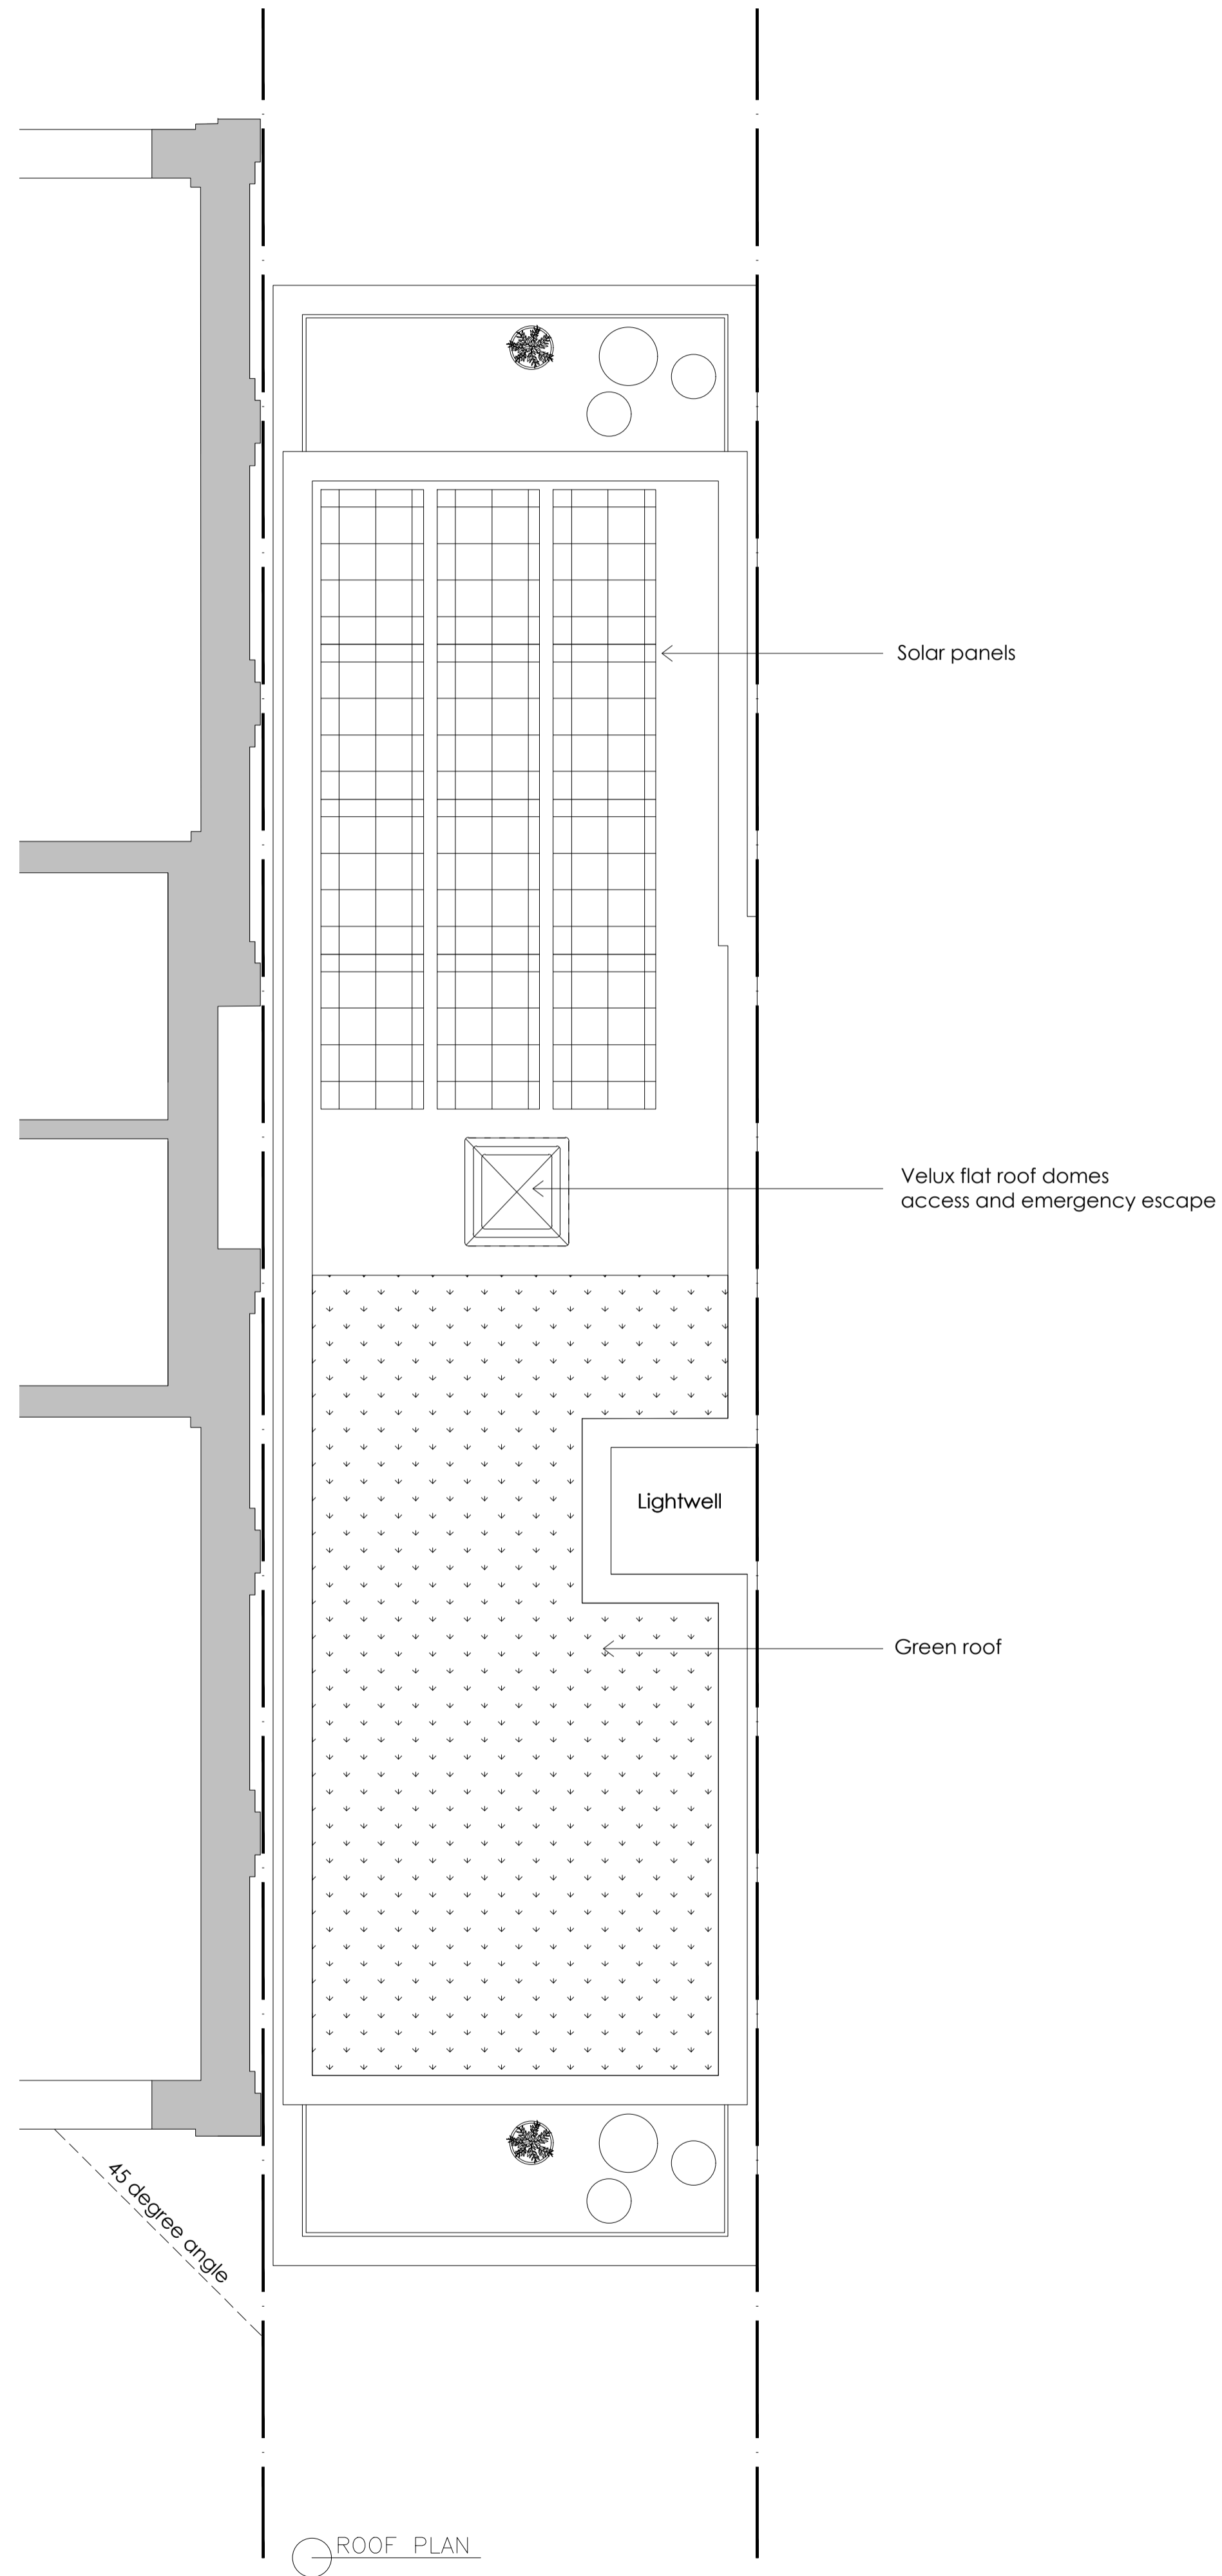 Solar panels
Velux flat roof domes
access and emergency escape
Lightwell
Green roof
45 degree angle
ROOF PLAN